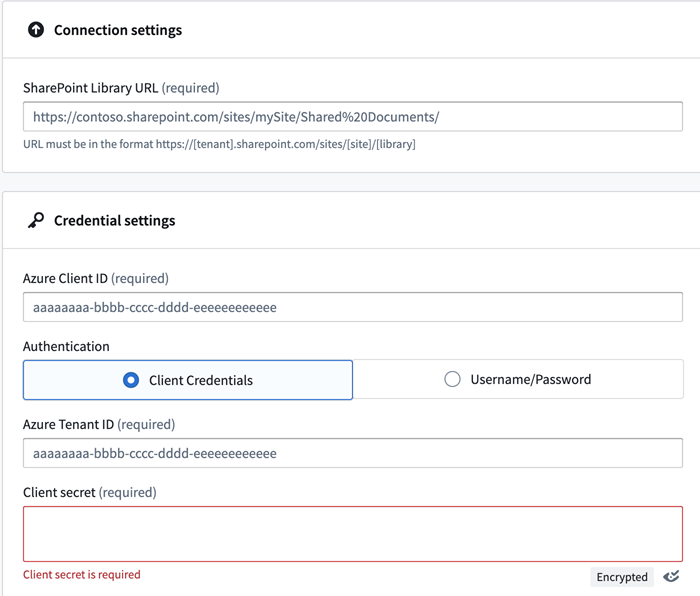 Connection settings
SharePoint Library URL (required)
https://contoso.sharepoint.com/sites/mySite/Shared%20Documents/
URL must be in the format https://[tenant].sharepoint.com/sites/[site]/[library]
Credential settings
Azure Client ID (required)
aaaaaaaa-bbbb-cccc-dddd-eeeeeeeeeeee
Authentication
Client Credentials Username/Password
Azure Tenant ID (required)
aaaaaaaa-bbbb-cccc-dddd-eeeeeeeeeeee
Client secret (required)
Client secret is required
Encrypted